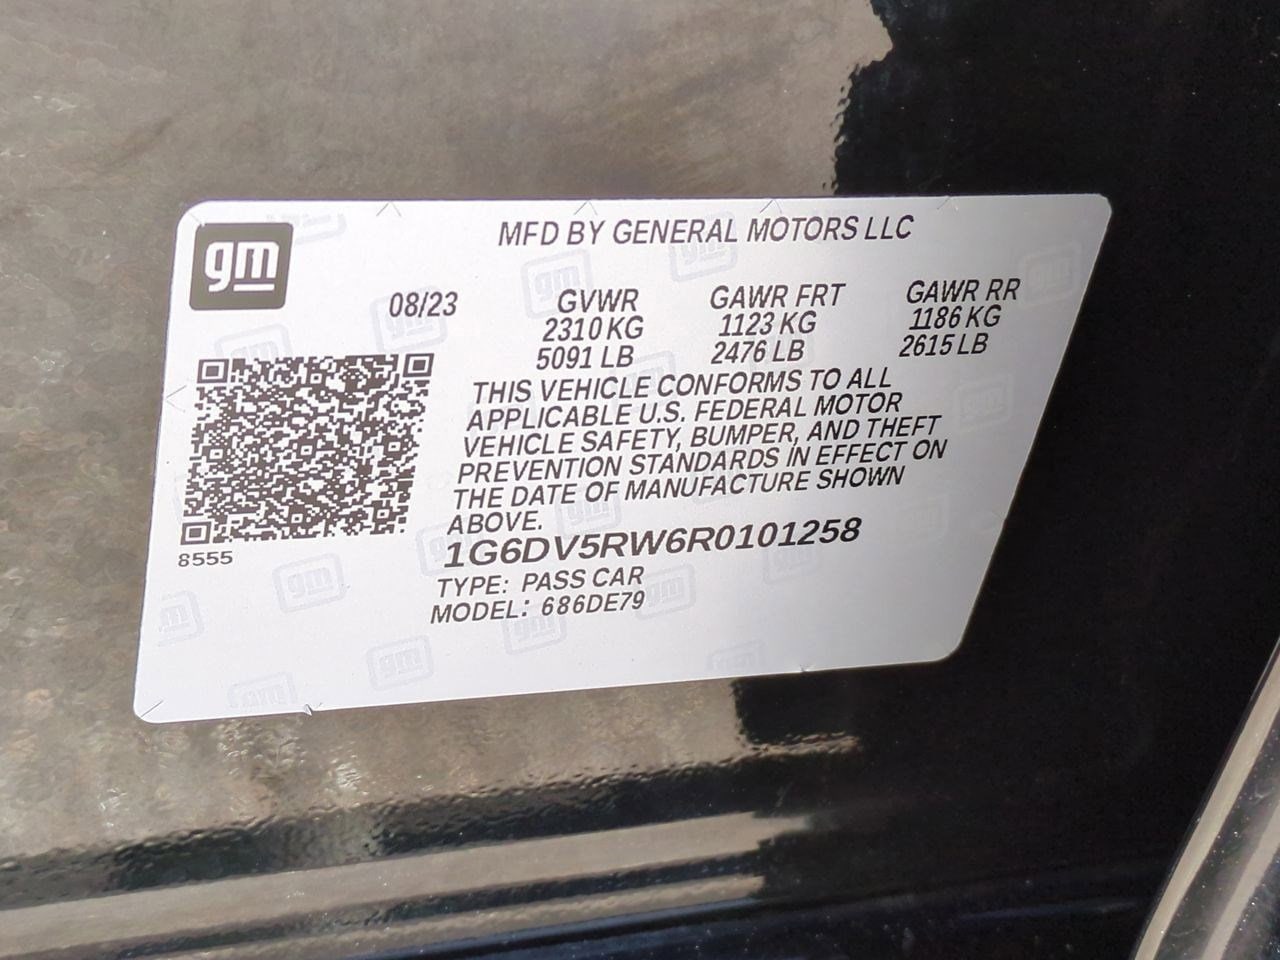 gm
MFD BY GENERAL MOTORS LLC
08/23 GVWR GAWR FRT GAWR RR
2310 KG 1123 KG 1186 KG
5091 LB 2476 LB 2615 LB
THIS VEHICLE CONFORMS TO ALL
APPLICABLE U.S. FEDERAL MOTOR
VEHICLE SAFETY, BUMPER, AND THEFT
PREVENTION STANDARDS IN EFFECT ON
THE DATE OF MANUFACTURE SHOWN
ABOVE.
8555
1G6DV5RW6R0101258
TYPE: PASS CAR
MODEL: 686DE79